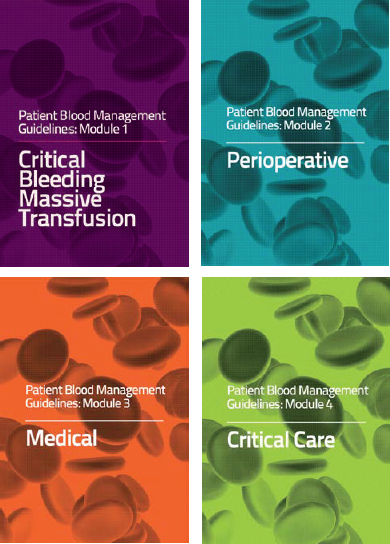 Patient Blood Management
Guidelines: Module 1
Critical
Bleeding
Massive
Transfusion
Patient Blood Management
Guidelines: Module 2
Perioperative
Patient Blood Management
Guidelines: Module 3
Medical
Patient Blood Management
Guidelines: Module 4
Critical Care